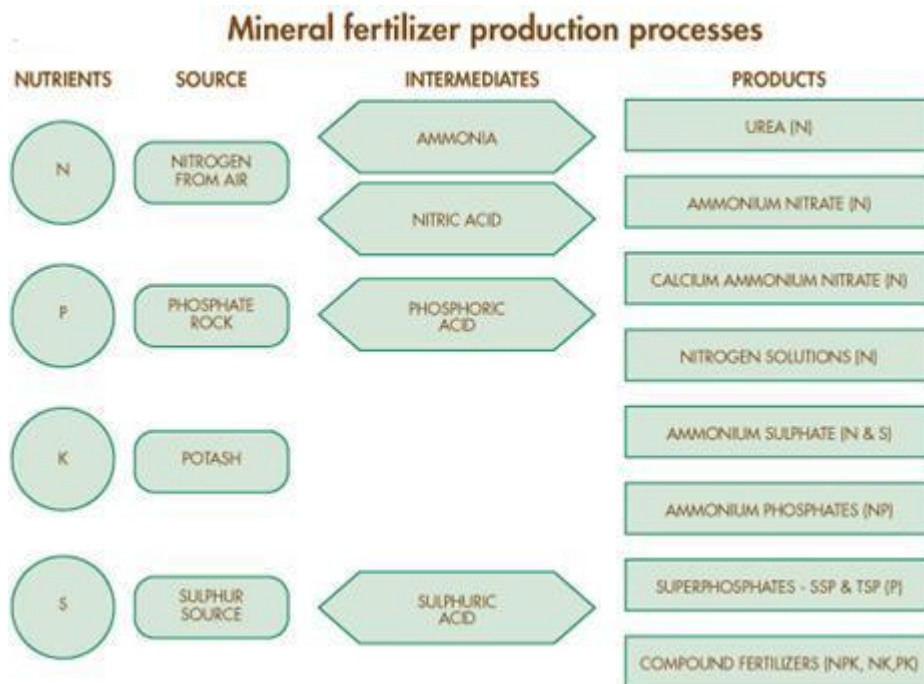 Mineral fertilizer production processes
NUTRIENTS SOURCE INTERMEDIATES PRODUCTS
N
NITROGEN
FROM AIR
AMMONIA
NITRIC ACID
UREA (N)
AMMONIUM NITRATE (N)
P
PHOSPHATE
ROCK
PHOSPHORIC
ACID
CALCIUM AMMONIUM NITRATE (N)
NITROGEN SOLUTIONS (N)
K
POTASH
AMMONIUM SULPHATE (N & S)
AMMONIUM PHOSPHATES (NP)
S
SULPHUR
SOURCE
SULPHURIC
ACID
SUPERPHOSPHATES - SSP & TSP (P)
COMPOUND FERTILIZERS (NPK, NK,PK)